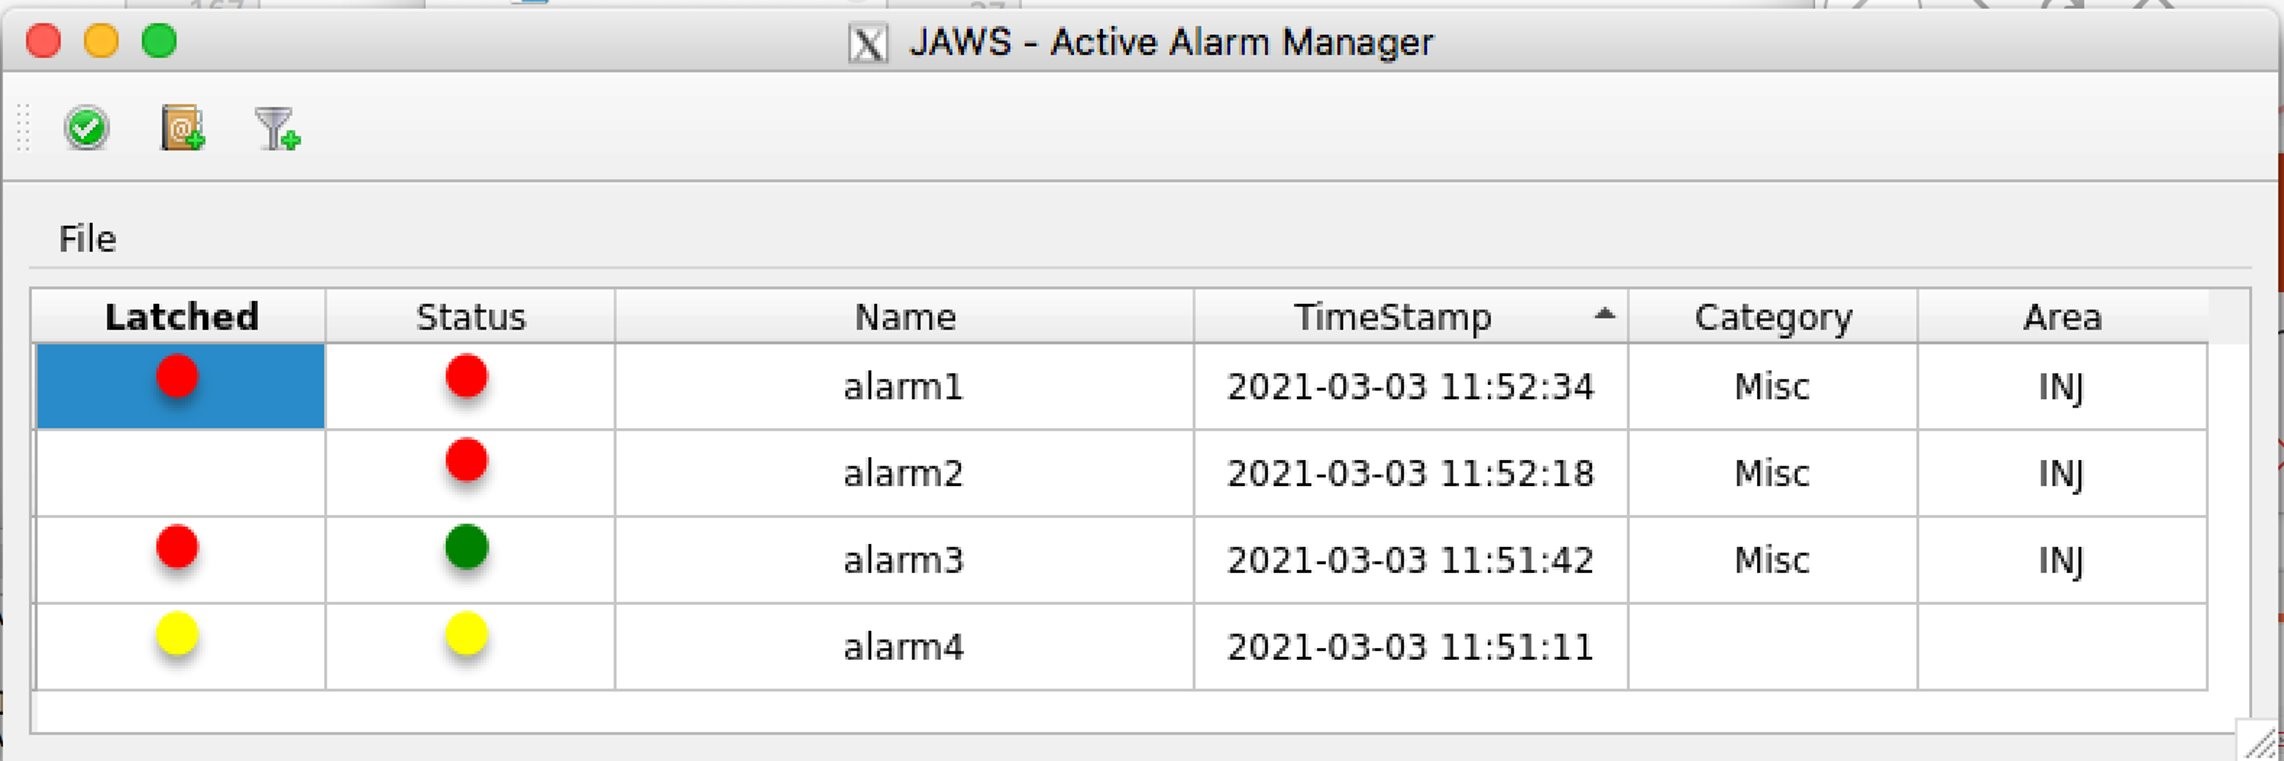 JAWS - Active Alarm Manager
File
Latched Status Name TimeStamp Category Area
alarm1 2021-03-03 11:52:34 Misc INJ
alarm2 2021-03-03 11:52:18 Misc INJ
alarm3 2021-03-03 11:51:42 Misc INJ
alarm4 2021-03-03 11:51:11